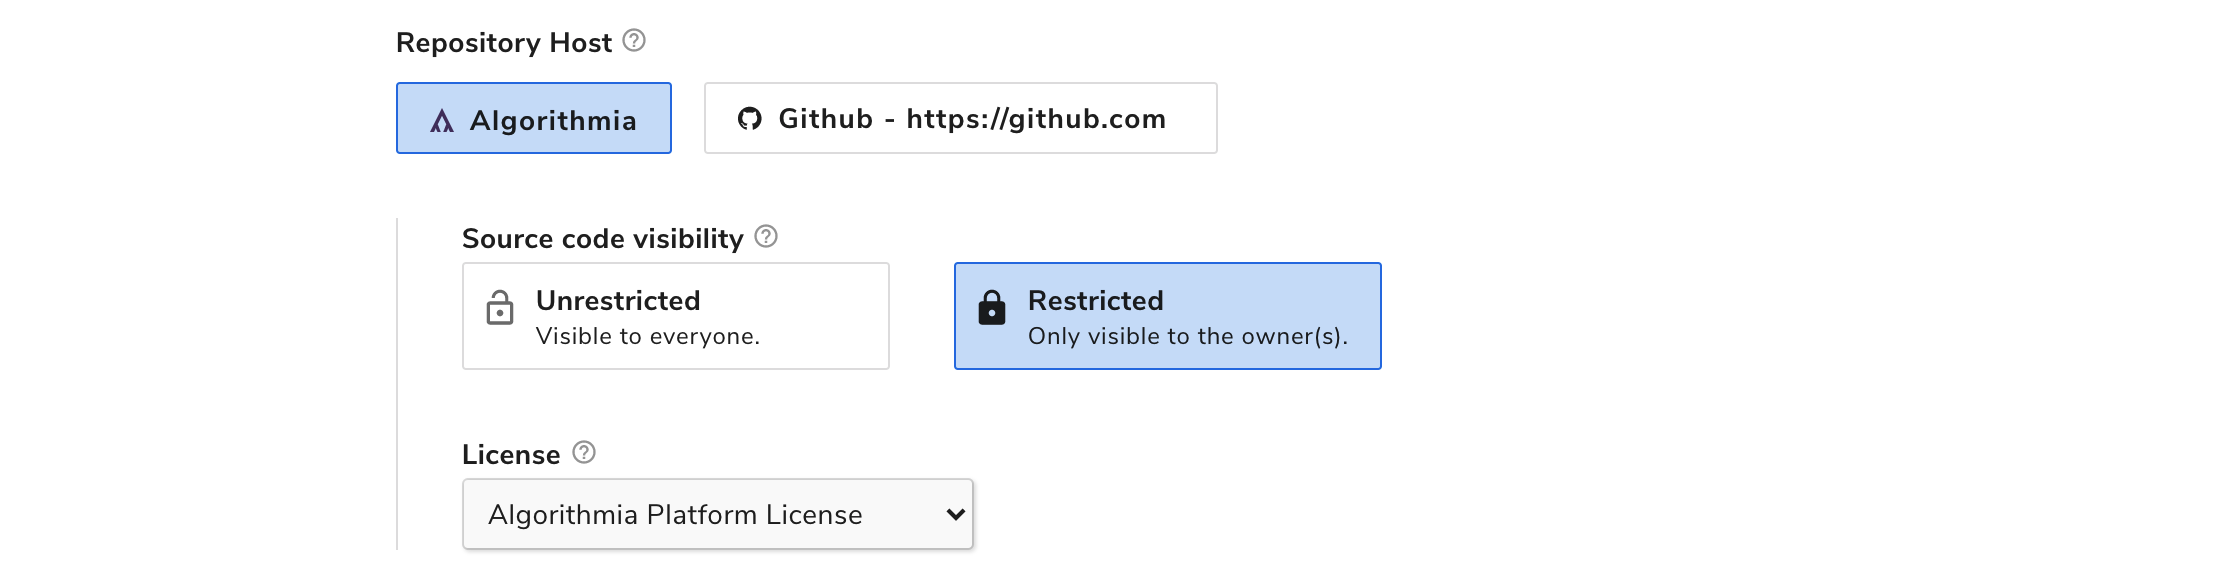 Repository Host
Algorithmia
Github - https://github.com
Source code visibility
Unrestricted
Visible to everyone.
Restricted
Only visible to the owner(s).
License
Algorithmia Platform License